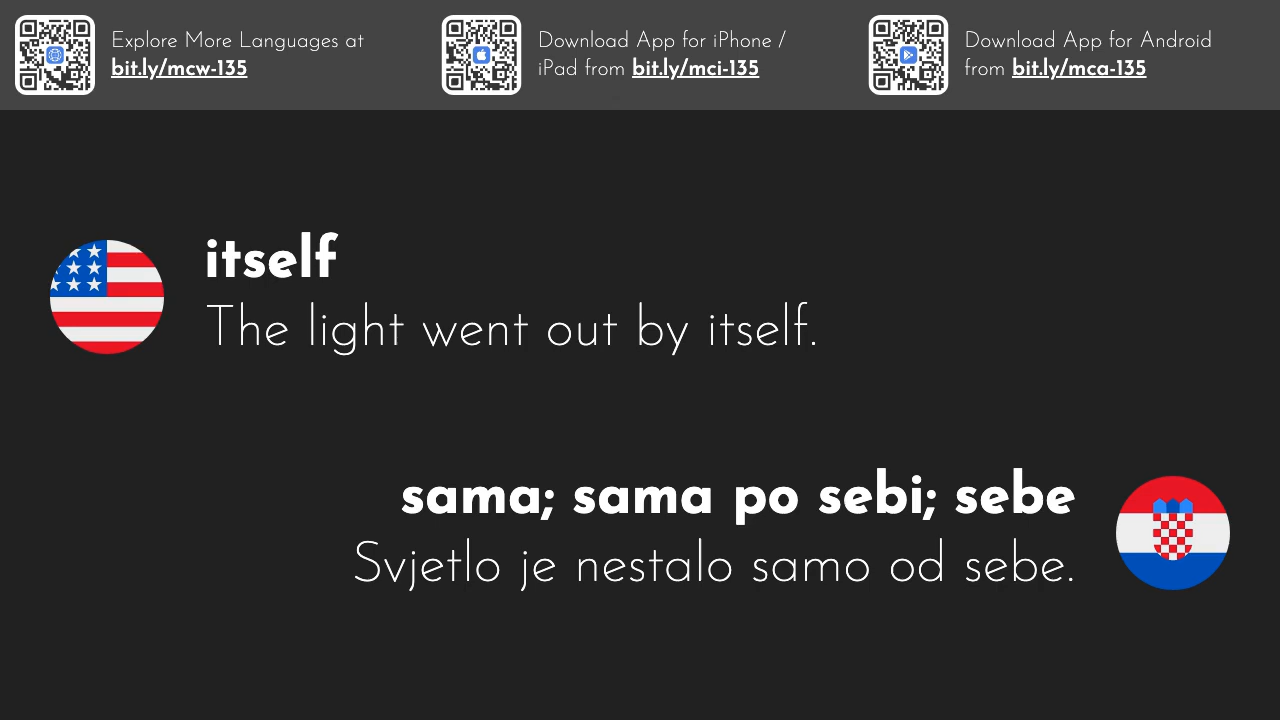 Explore More Languages at
bit.ly/mcw-135
Download App for iPhone /
iPad from bit.ly/mci-135
Download App for Android
from bit.ly/mca-135
itself
The light went out by itself.
sama; sama po sebi; sebe
Svjetlo je nestalo samo od sebe.